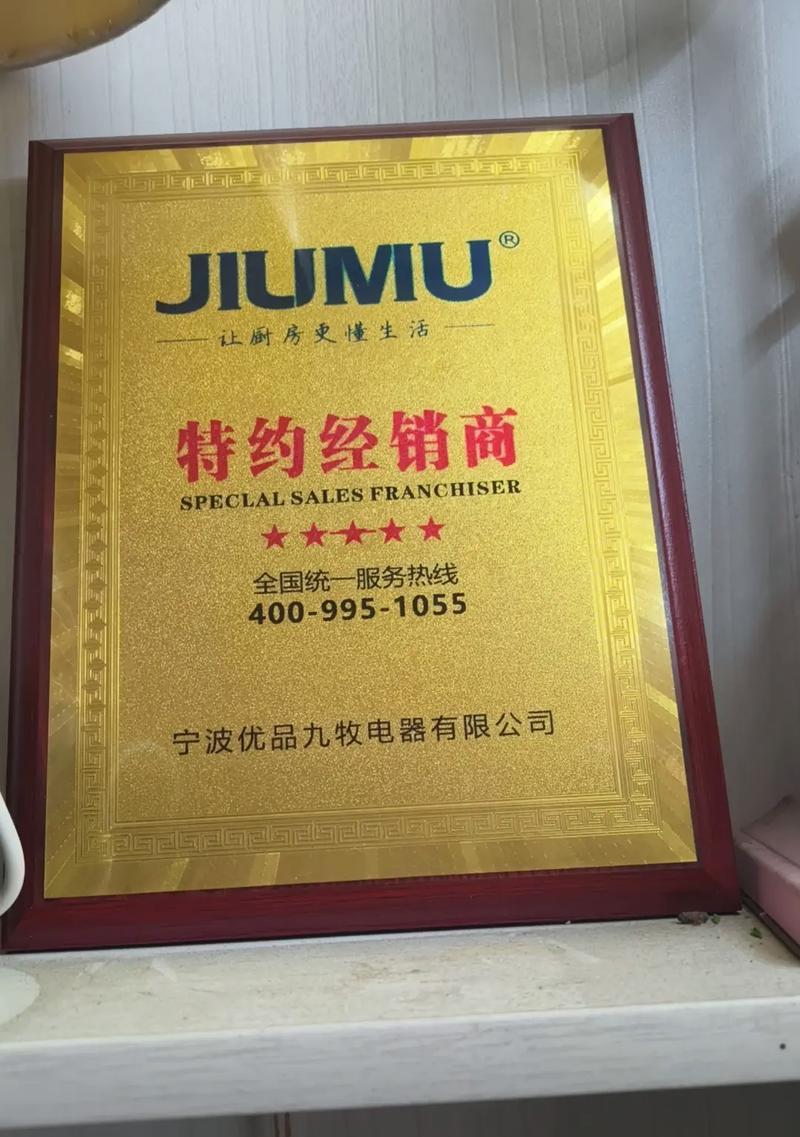 JIUMU®
让厨房更懂生活
特约经销商
SPECLAL SALES FRANCHISER
全国统一服务热线
400-995-1055
宁波优品九牧电器有限公司